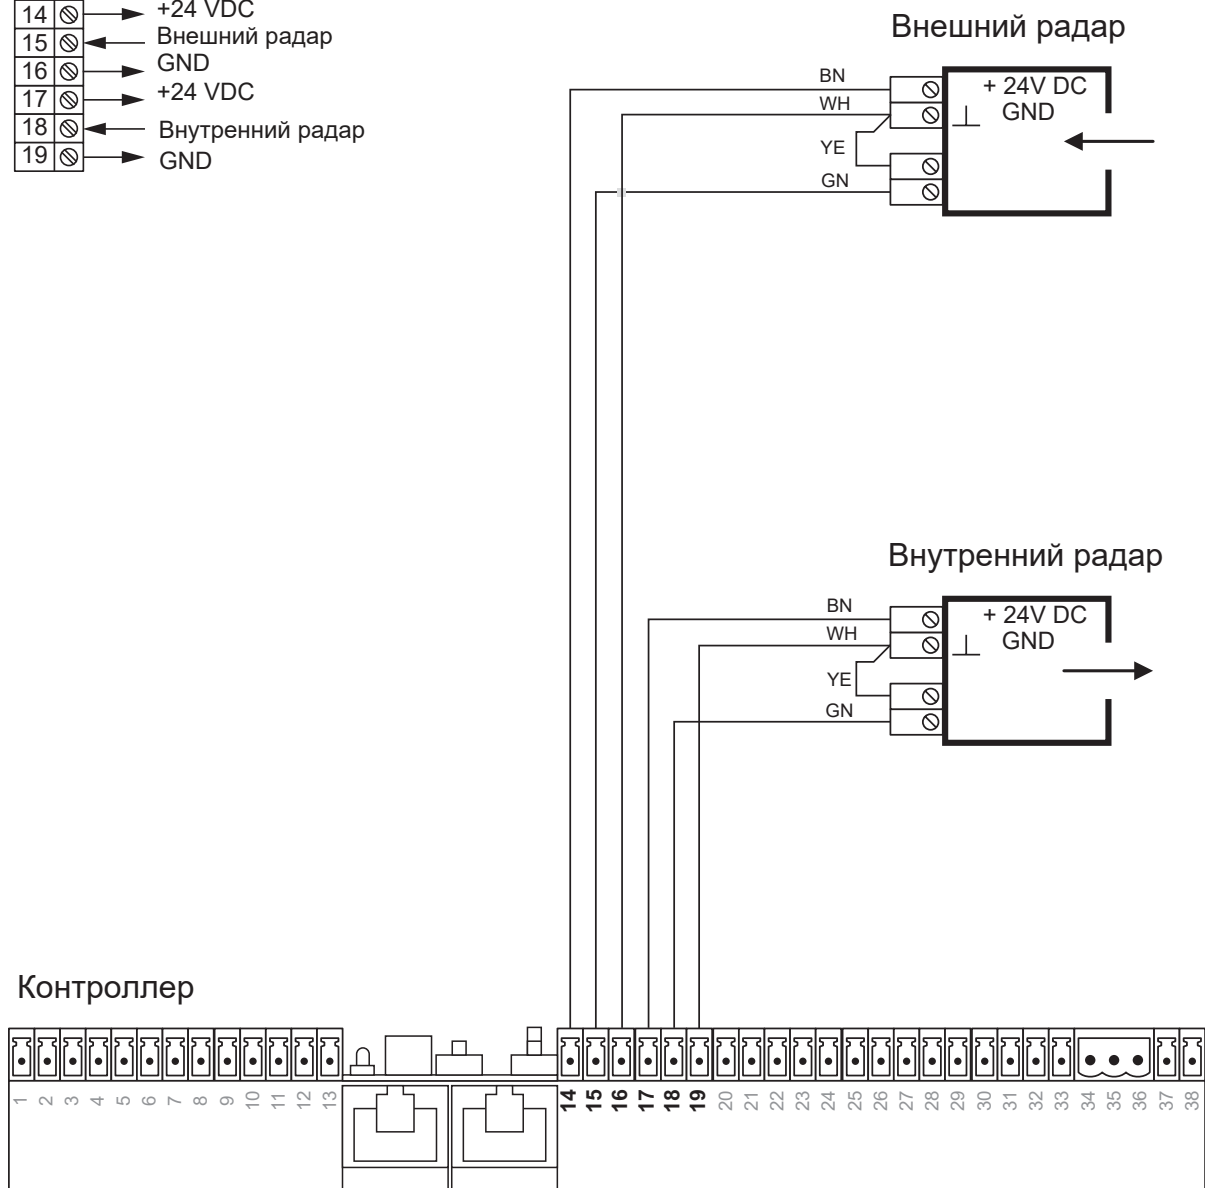 14 +24 VDC
15 Внешний радар
16 GND
17 +24 VDC
18 Внутренний радар
19 GND
Внешний радар
BN
WH
YE
GN
+ 24V DC
GND
Внутренний радар
BN
WH
YE
GN
+ 24V DC
GND
Контроллер
1 2 3 4 5 6 7 8 9 10 11 12 13 14 15 16 17 18 19 20 21 22 23 24 25 26 27 28 29 30 31 32 33 34 35 36 37 38